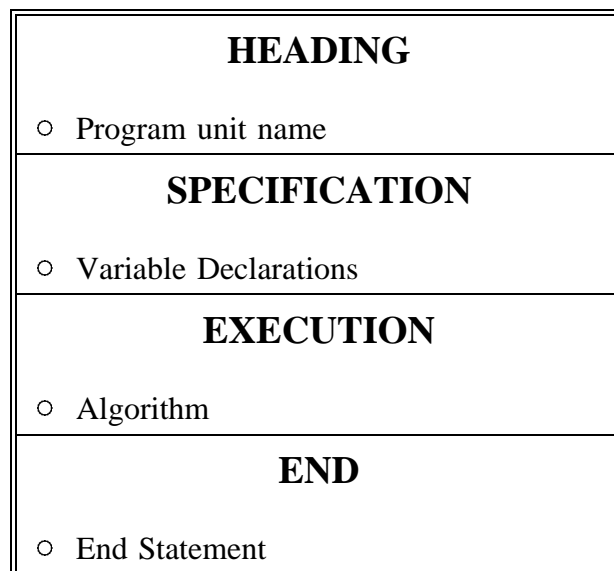 HEADING
○ Program unit name
SPECIFICATION
○ Variable Declarations
EXECUTION
○ Algorithm
END
○ End Statement